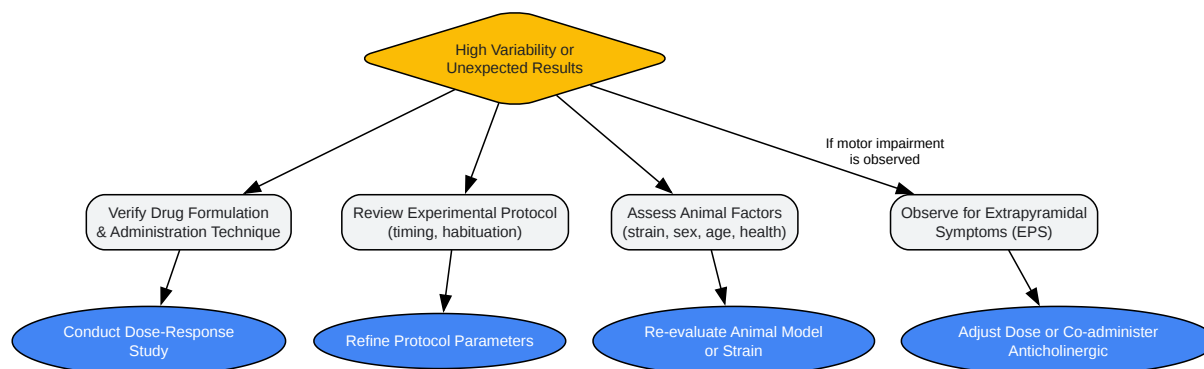 High Variability or
Unexpected Results
If motor impairment
is observed
Verify Drug Formulation
& Administration Technique
Review Experimental Protocol
(timing, habituation)
Assess Animal Factors
(strain, sex, age, health)
Observe for Extrapyramidal
Symptoms (EPS)
Conduct Dose-Response
Study
Refine Protocol Parameters
Re-evaluate Animal Model
or Strain
Adjust Dose or Co-administer
Anticholinergic